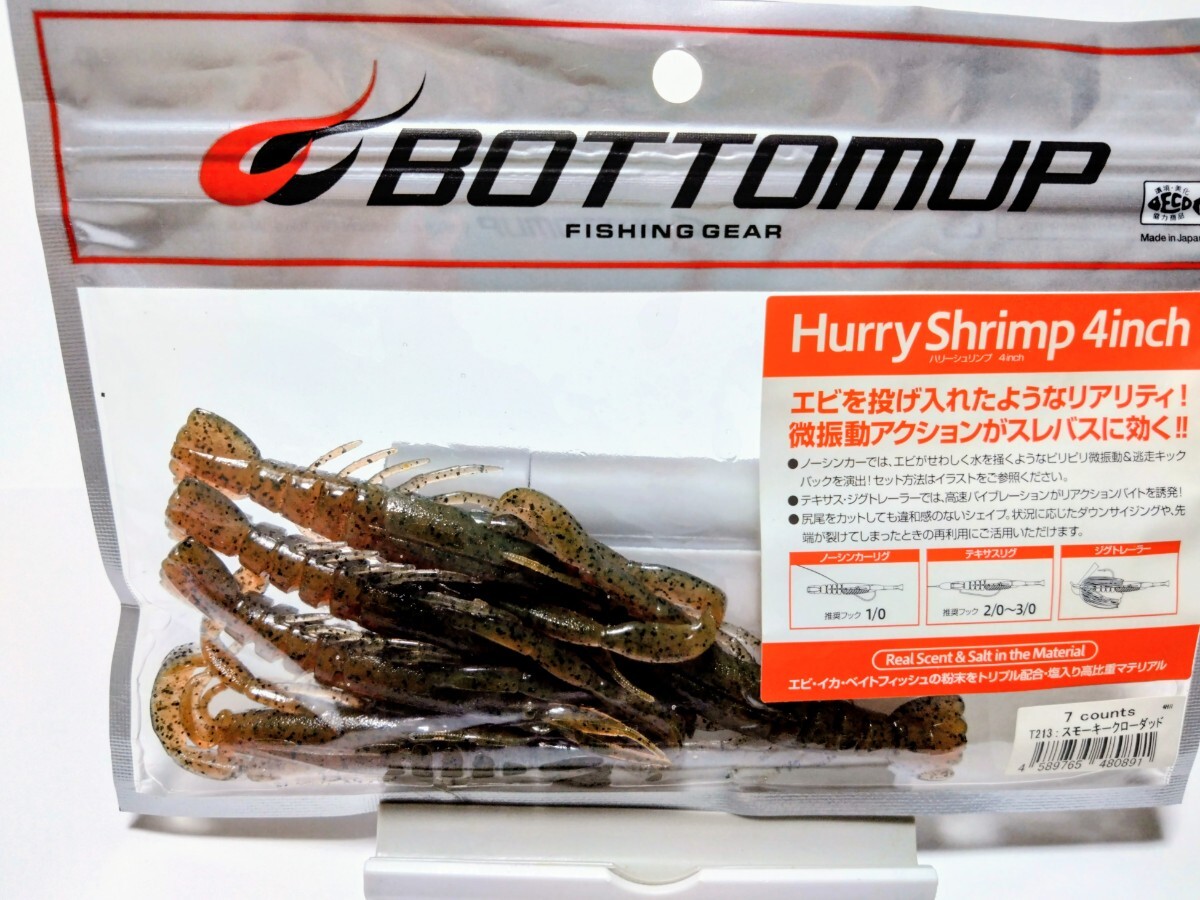 BOTTOMUP
FISHING GEAR
環境・美化
協力商品
Made in Japan
Hurry Shrimp 4inch
ハリーシュリンプ 4inch
エビを投げ入れたようなリアリティ!
微振動アクションがスレバスに効く!!
●ノーシンカーでは、エビがせわしく水を掻くようなピリピリ微振動&逃走キック
バックを演出!セット方法はイラストをご参照ください。
●テキサス・ジグトレーラーでは、高速バイブレーションがリアクションバイトを誘発!
●尻尾をカットしても違和感のないシェイプ。状況に応じたダウンサイジングや、先
端が裂けてしまったときの再利用にご活用いただけます。
ノーシンカーリグ
テキサスリグ
ジグトレーラー
推奨フック 1/0
推奨フック 2/0〜3/0
Real Scent & Salt in the Material
エビ・イカ・ベイトフィッシュの粉末をトリプル配合・塩入り高比重マテリアル
7 counts
T213:スモーキークローダッド
4 589765 480891